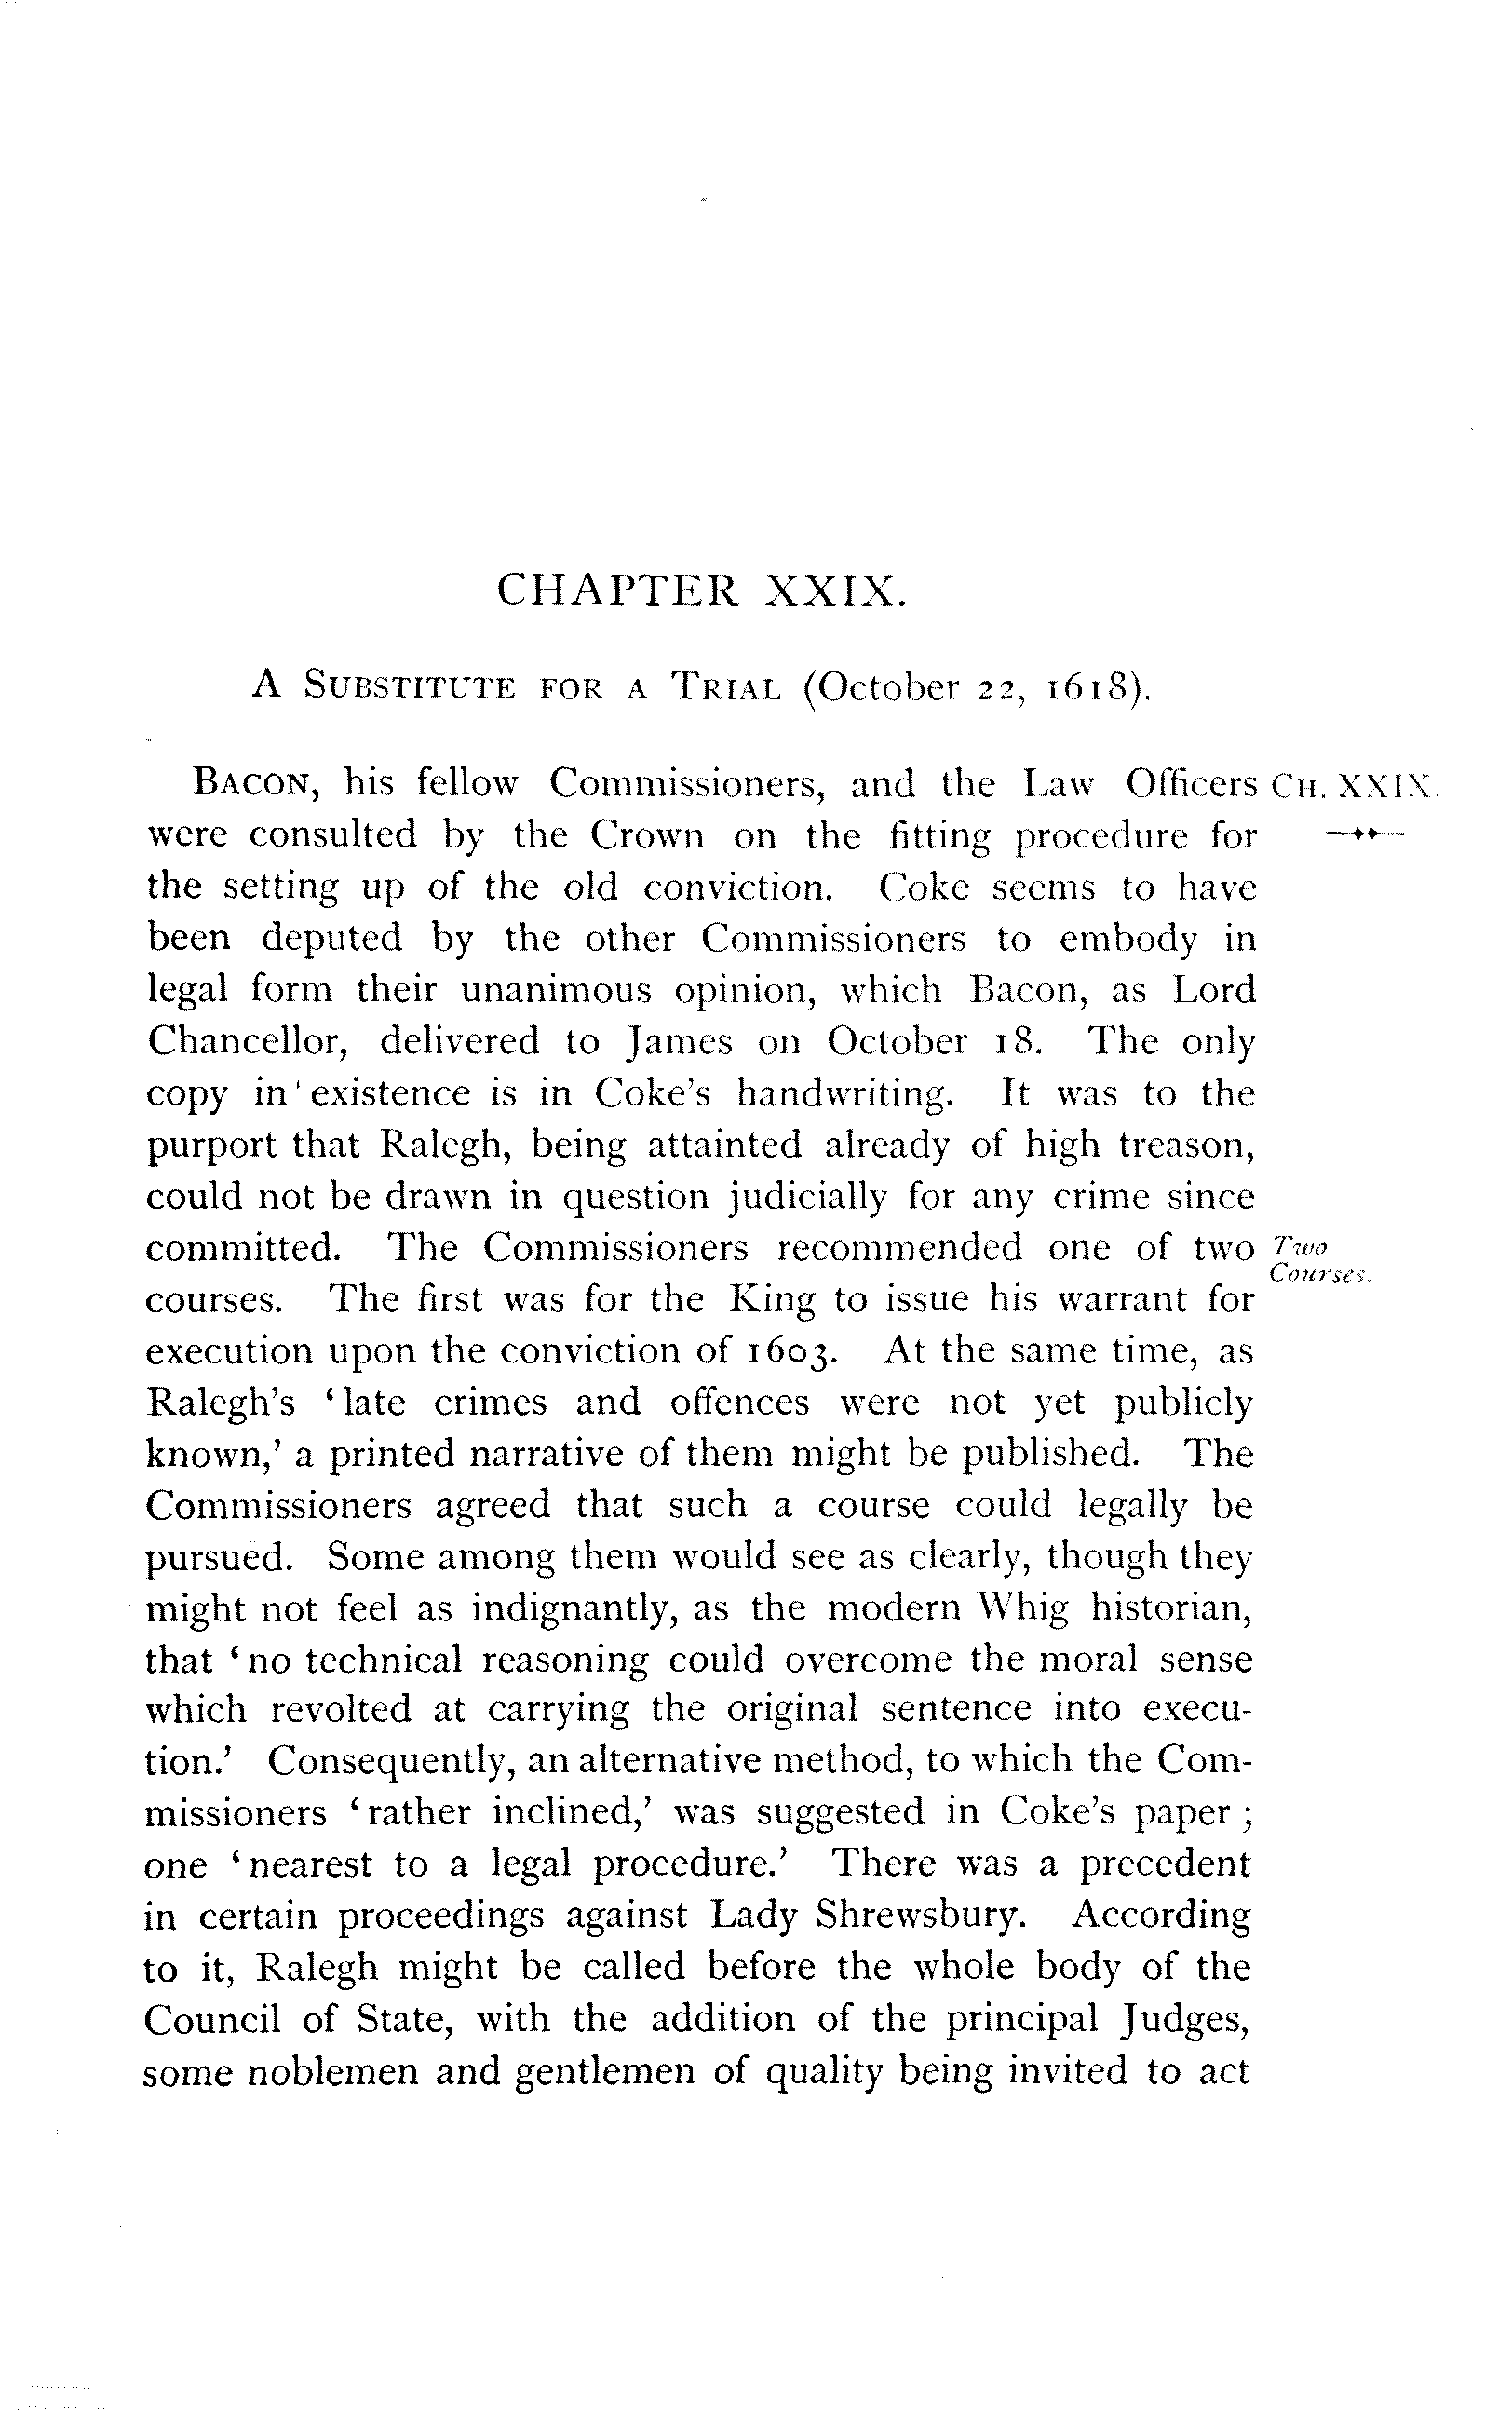 CHAPTER XXIX.
A SUBSTITUTE FOR A TRIAL (October 22, 1618).
BACON, his fellow Commissioners, and the Law Officers CH. XXIX.
were consulted by the Crown on the fitting procedure for
the setting up of the old conviction. Coke seems to have
been deputed by the other Commissioners to embody in
legal form their unanimous opinion, which Bacon, as Lord
Chancellor, delivered to James on October 18. The only
copy in existence is in Coke's handwriting. It was to the
purport that Ralegh, being attainted already of high treason,
could not be drawn in question judicially for any crime since
committed. The Commissioners recommended one of two
Two
Courses.
courses. The first was for the King to issue his warrant for
execution upon the conviction of 1603. At the same time, as
Ralegh's 'late crimes and offences were not yet publicly
known,' a printed narrative of them might be published. The
Commissioners agreed that such a course could legally be
pursued. Some among them would see as clearly, though they
might not feel as indignantly, as the modern Whig historian,
that 'no technical reasoning could overcome the moral sense
which revolted at carrying the original sentence into execu-
tion.' Consequently, an alternative method, to which the Com-
missioners 'rather inclined,' was suggested in Coke's paper;
one 'nearest to a legal procedure.' There was a precedent
in certain proceedings against Lady Shrewsbury. According
to it, Ralegh might be called before the whole body of the
Council of State, with the addition of the principal Judges,
some noblemen and gentlemen of quality being invited to act